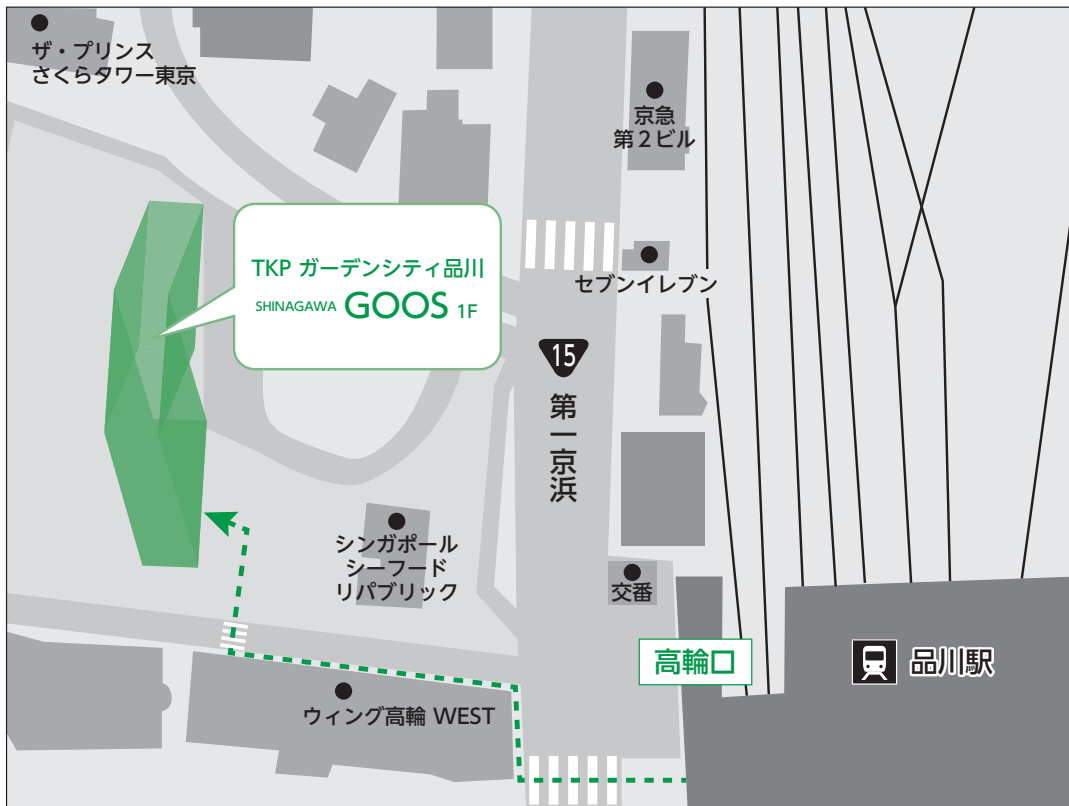 ザ・プリンス
さくらタワー東京
京急
第２ビル
TKP ガーデンシティ品川
SHINAGAWA GOOS 1F
セブンイレブン
15
第一京浜
シンガポール
シーフード
リパブリック
交番
高輪口
品川駅
ウィング高輪 WEST